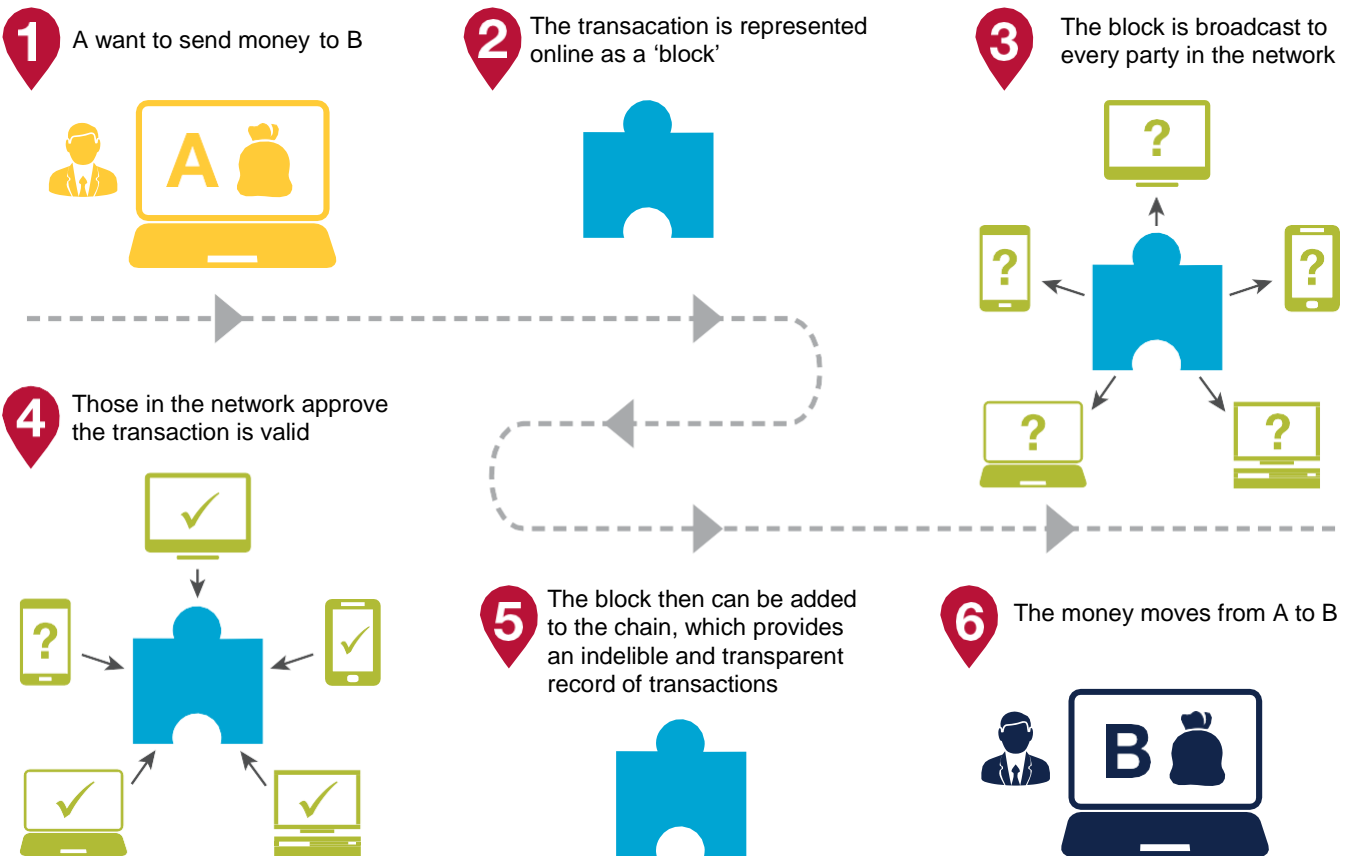 1
A want to send money to B
A
2
The transacation is represented
online as a ‘block’
3
The block is broadcast to
every party in the network
?
?
?
?
?
4
Those in the network approve
the transaction is valid
?
5
The block then can be added
to the chain, which provides
an indelible and transparent
record of transactions
6
The money moves from A to B
B